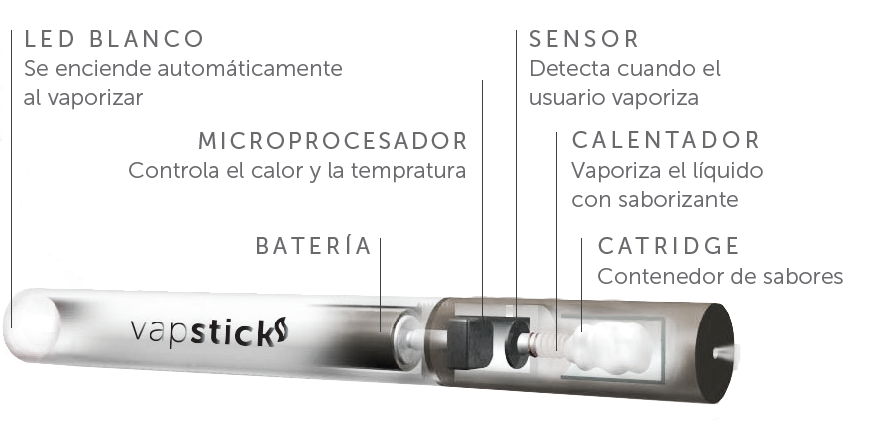 LED BLANCO
Se enciende automáticamente
al vaporizar
SENSOR
Detecta cuando el
usuario vaporiza
MICROPROCESADOR
Controla el calor y la tempratura
CALENTADOR
Vaporiza el líquido
con saborizante
BATERÍA
CATRIDGE
Contenedor de sabores
vapsticks